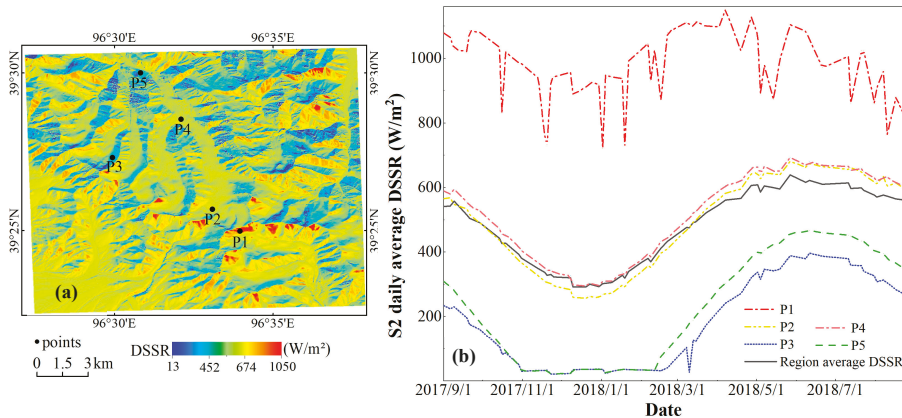 96°30'E
96°35'E
39°30'N
39°25'N
39°30'N
39°25'N
P5
P4
P3
P2
P1
(a)
96°30'E
96°35'E
points
0 1.5 3 km
DSSR
(W/m²)
13 452 674 1050
S2 daily average DSSR (W/m²)
1000
800
600
400
200
P1
P2
P3
P4
P5
Region average DSSR
(b)
2017/9/1 2017/11/1 2018/1/1 2018/3/1 2018/5/1 2018/7/1
Date